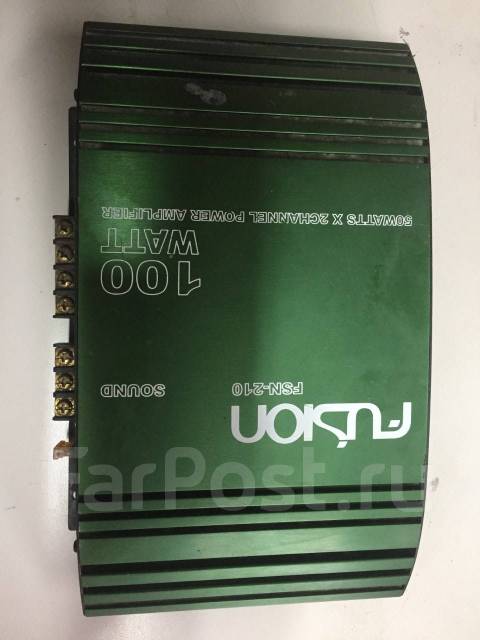 FUSION
SOUND FSN-210
100
WATT
50WATTS X 2CHANNEL POWER AMPLIFIER
FarPost.ru